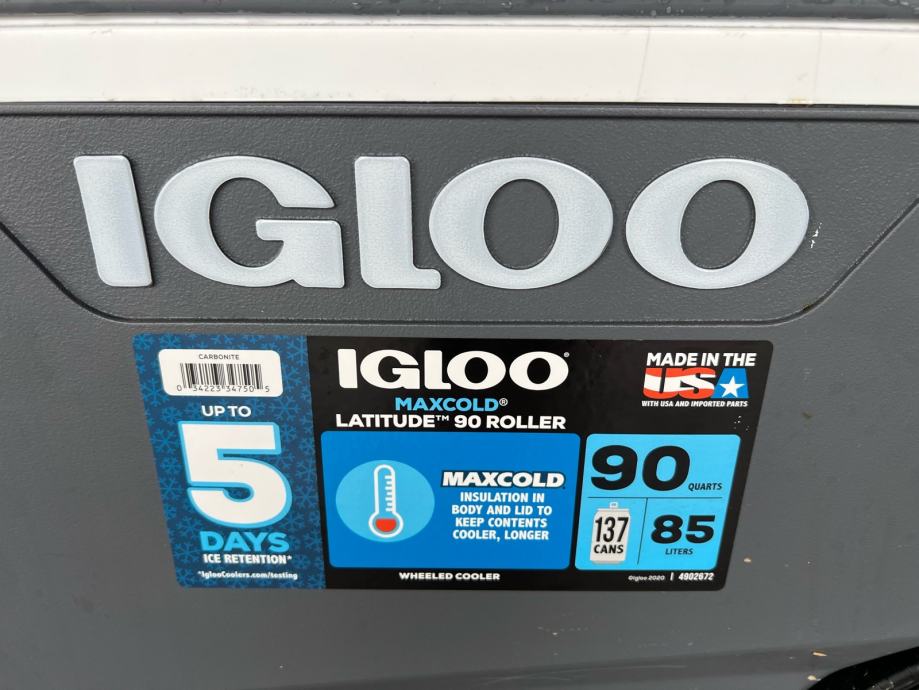 IGLOO
CARBONITE
0 34223 34750 5
UP TO
5
DAYS
ICE RETENTION*
*IglooCoolers.com/testing
IGLOO®
MAXCOLD®
LATITUDE™ 90 ROLLER
MAXCOLD
INSULATION IN
BODY AND LID TO
KEEP CONTENTS
COOLER, LONGER
WHEELED COOLER
MADE IN THE
USA
WITH USA AND IMPORTED PARTS
90 QUARTS
137
CANS
85
LITERS
©Igloo 2020 | 4902672